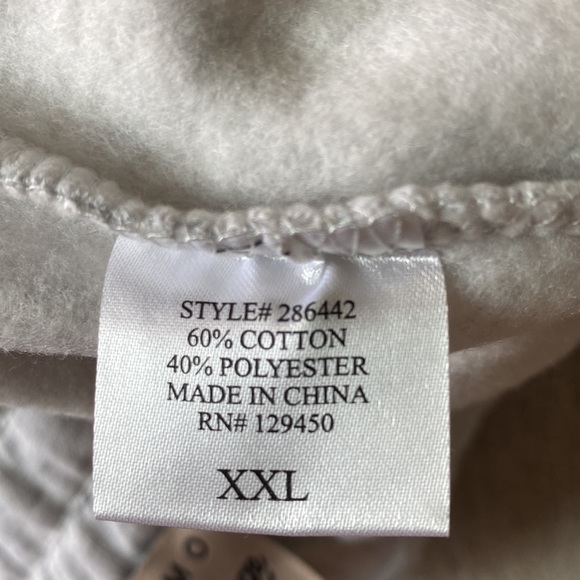 STYLE# 286442
60% COTTON
40% POLYESTER
MADE IN CHINA
RN# 129450
XXL